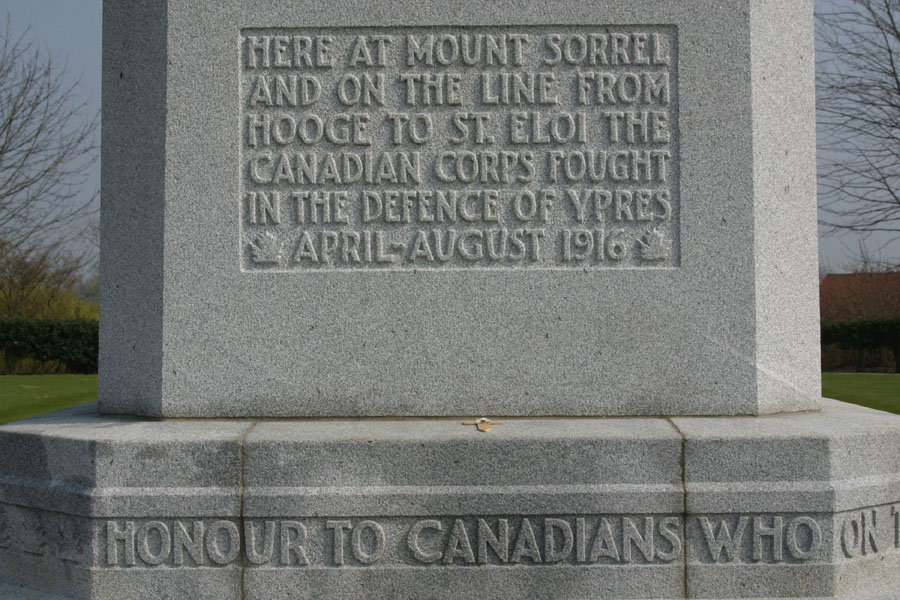 HERE AT MOUNT SORREL
AND ON THE LINE FROM
HOOGE TO ST. ELOI THE
CANADIAN CORPS FOUGHT
IN THE DEFENCE OF YPRES
APRIL-AUGUST 1916
HONOUR TO CANADIANS WHO ON